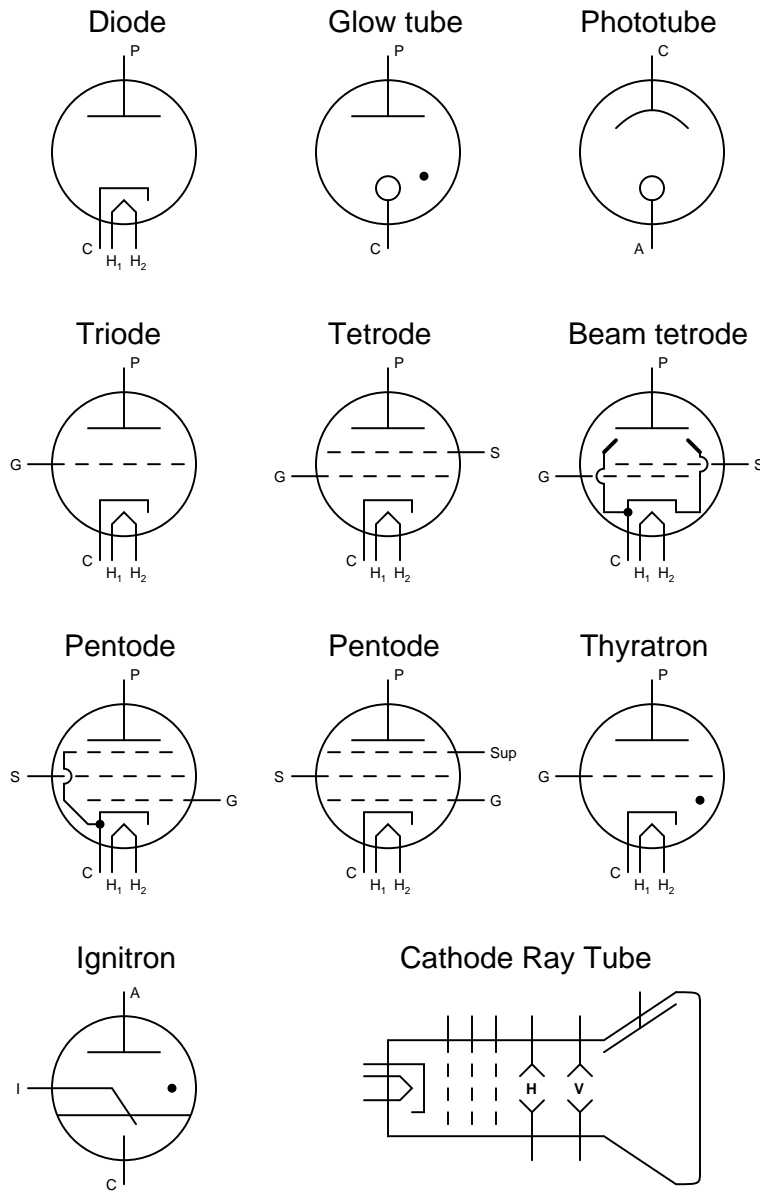 Diode Glow tube Phototube
P P C
C H₁ H₂ C A
Triode Tetrode Beam tetrode
P P P
G S G G S
C H₁ H₂ C H₁ H₂ C H₁ H₂
Pentode Pentode Thyratron
P P P
Sup
S S G
G G
C H₁ H₂ C H₁ H₂ C H₁ H₂
Ignitron Cathode Ray Tube
A
I H V
C